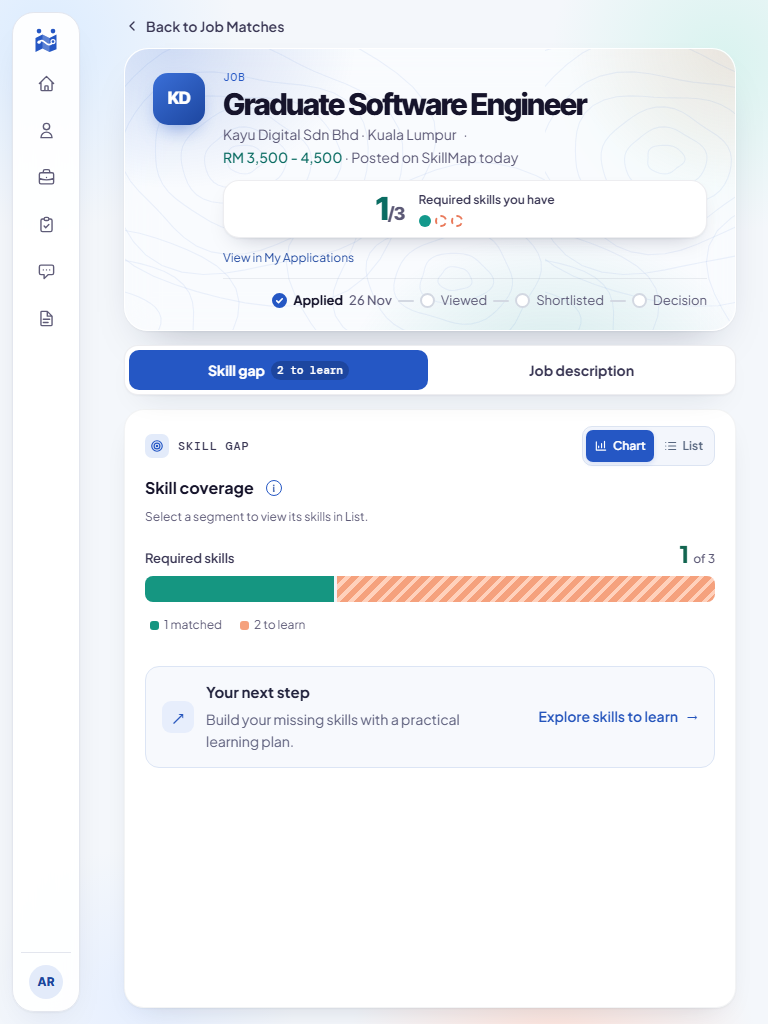 Back to Job Matches
KD
JOB
Graduate Software Engineer
Kayu Digital Sdn Bhd · Kuala Lumpur ·
RM 3,500 - 4,500 · Posted on SkillMap today
1/3
Required skills you have
View in My Applications
Applied 26 Nov — Viewed — Shortlisted — Decision
Skill gap 2 to learn
Job description
SKILL GAP
Chart
List
Skill coverage
Select a segment to view its skills in List.
Required skills
1 of 3
1 matched
2 to learn
Your next step
Build your missing skills with a practical
learning plan.
Explore skills to learn →
AR